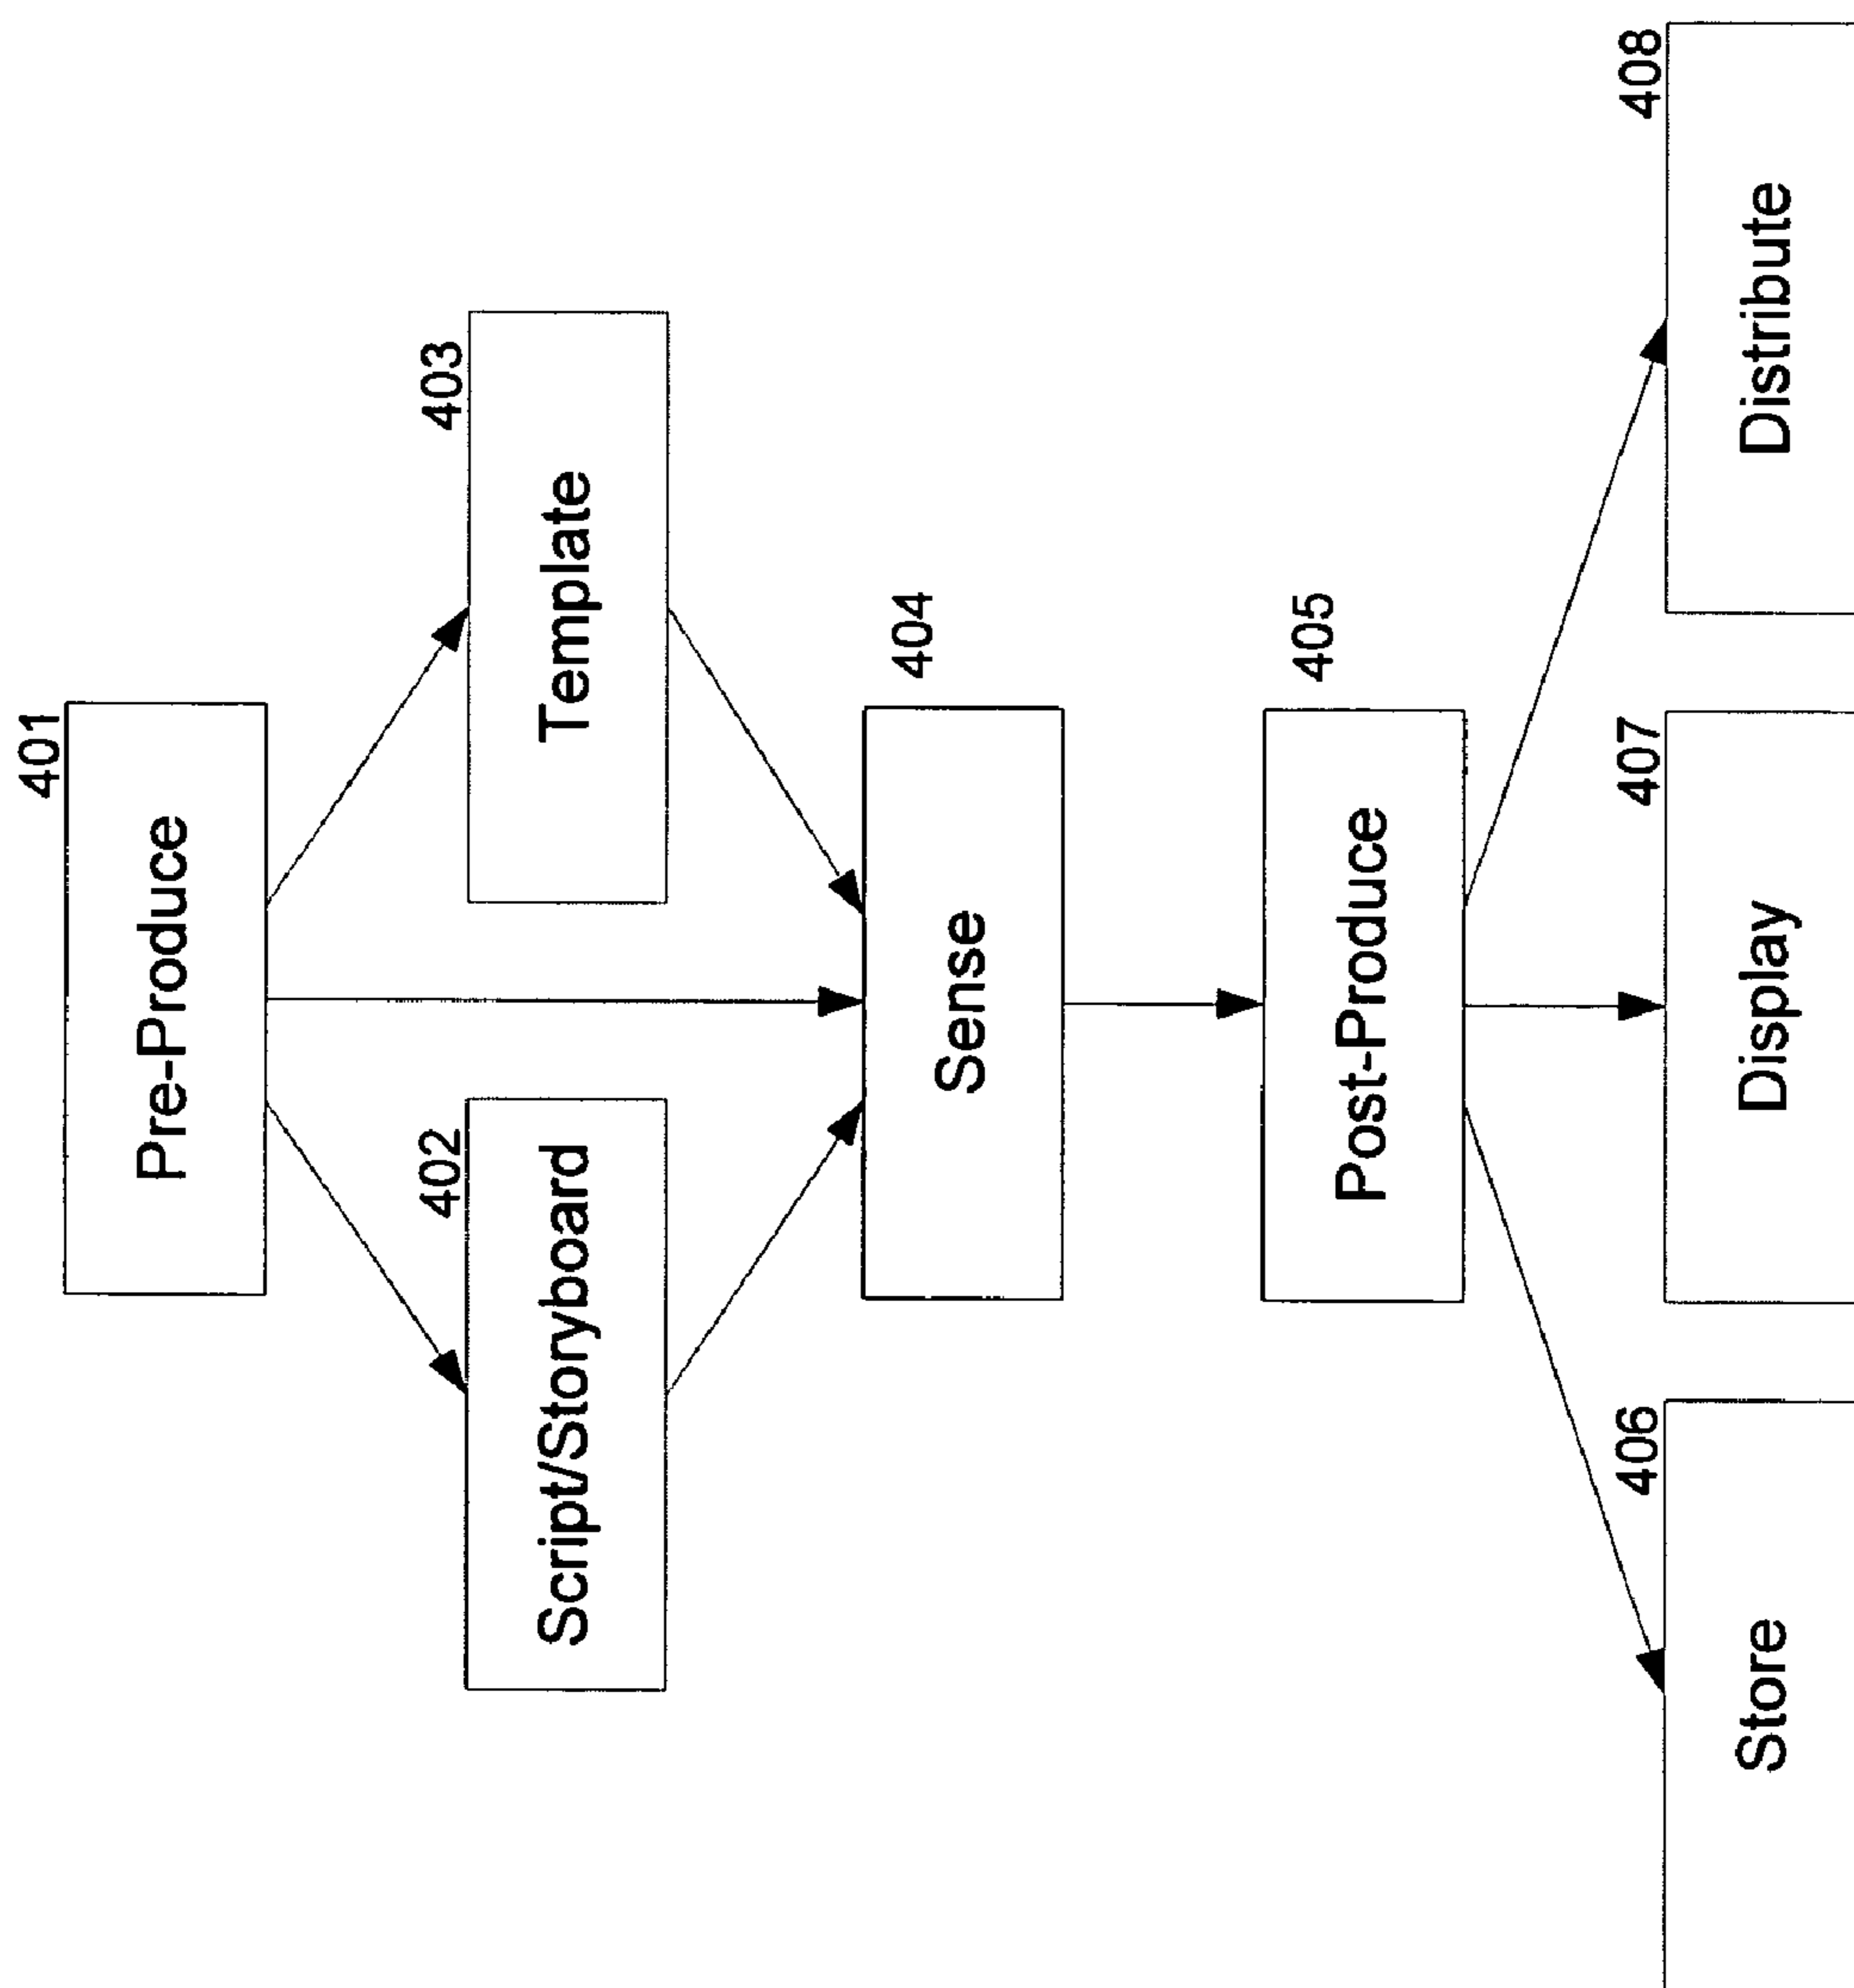 401
Pre-Produce
402
Script/Storyboard
403
Template
404
Sense
405
Post-Produce
406
Store
407
Display
408
Distribute